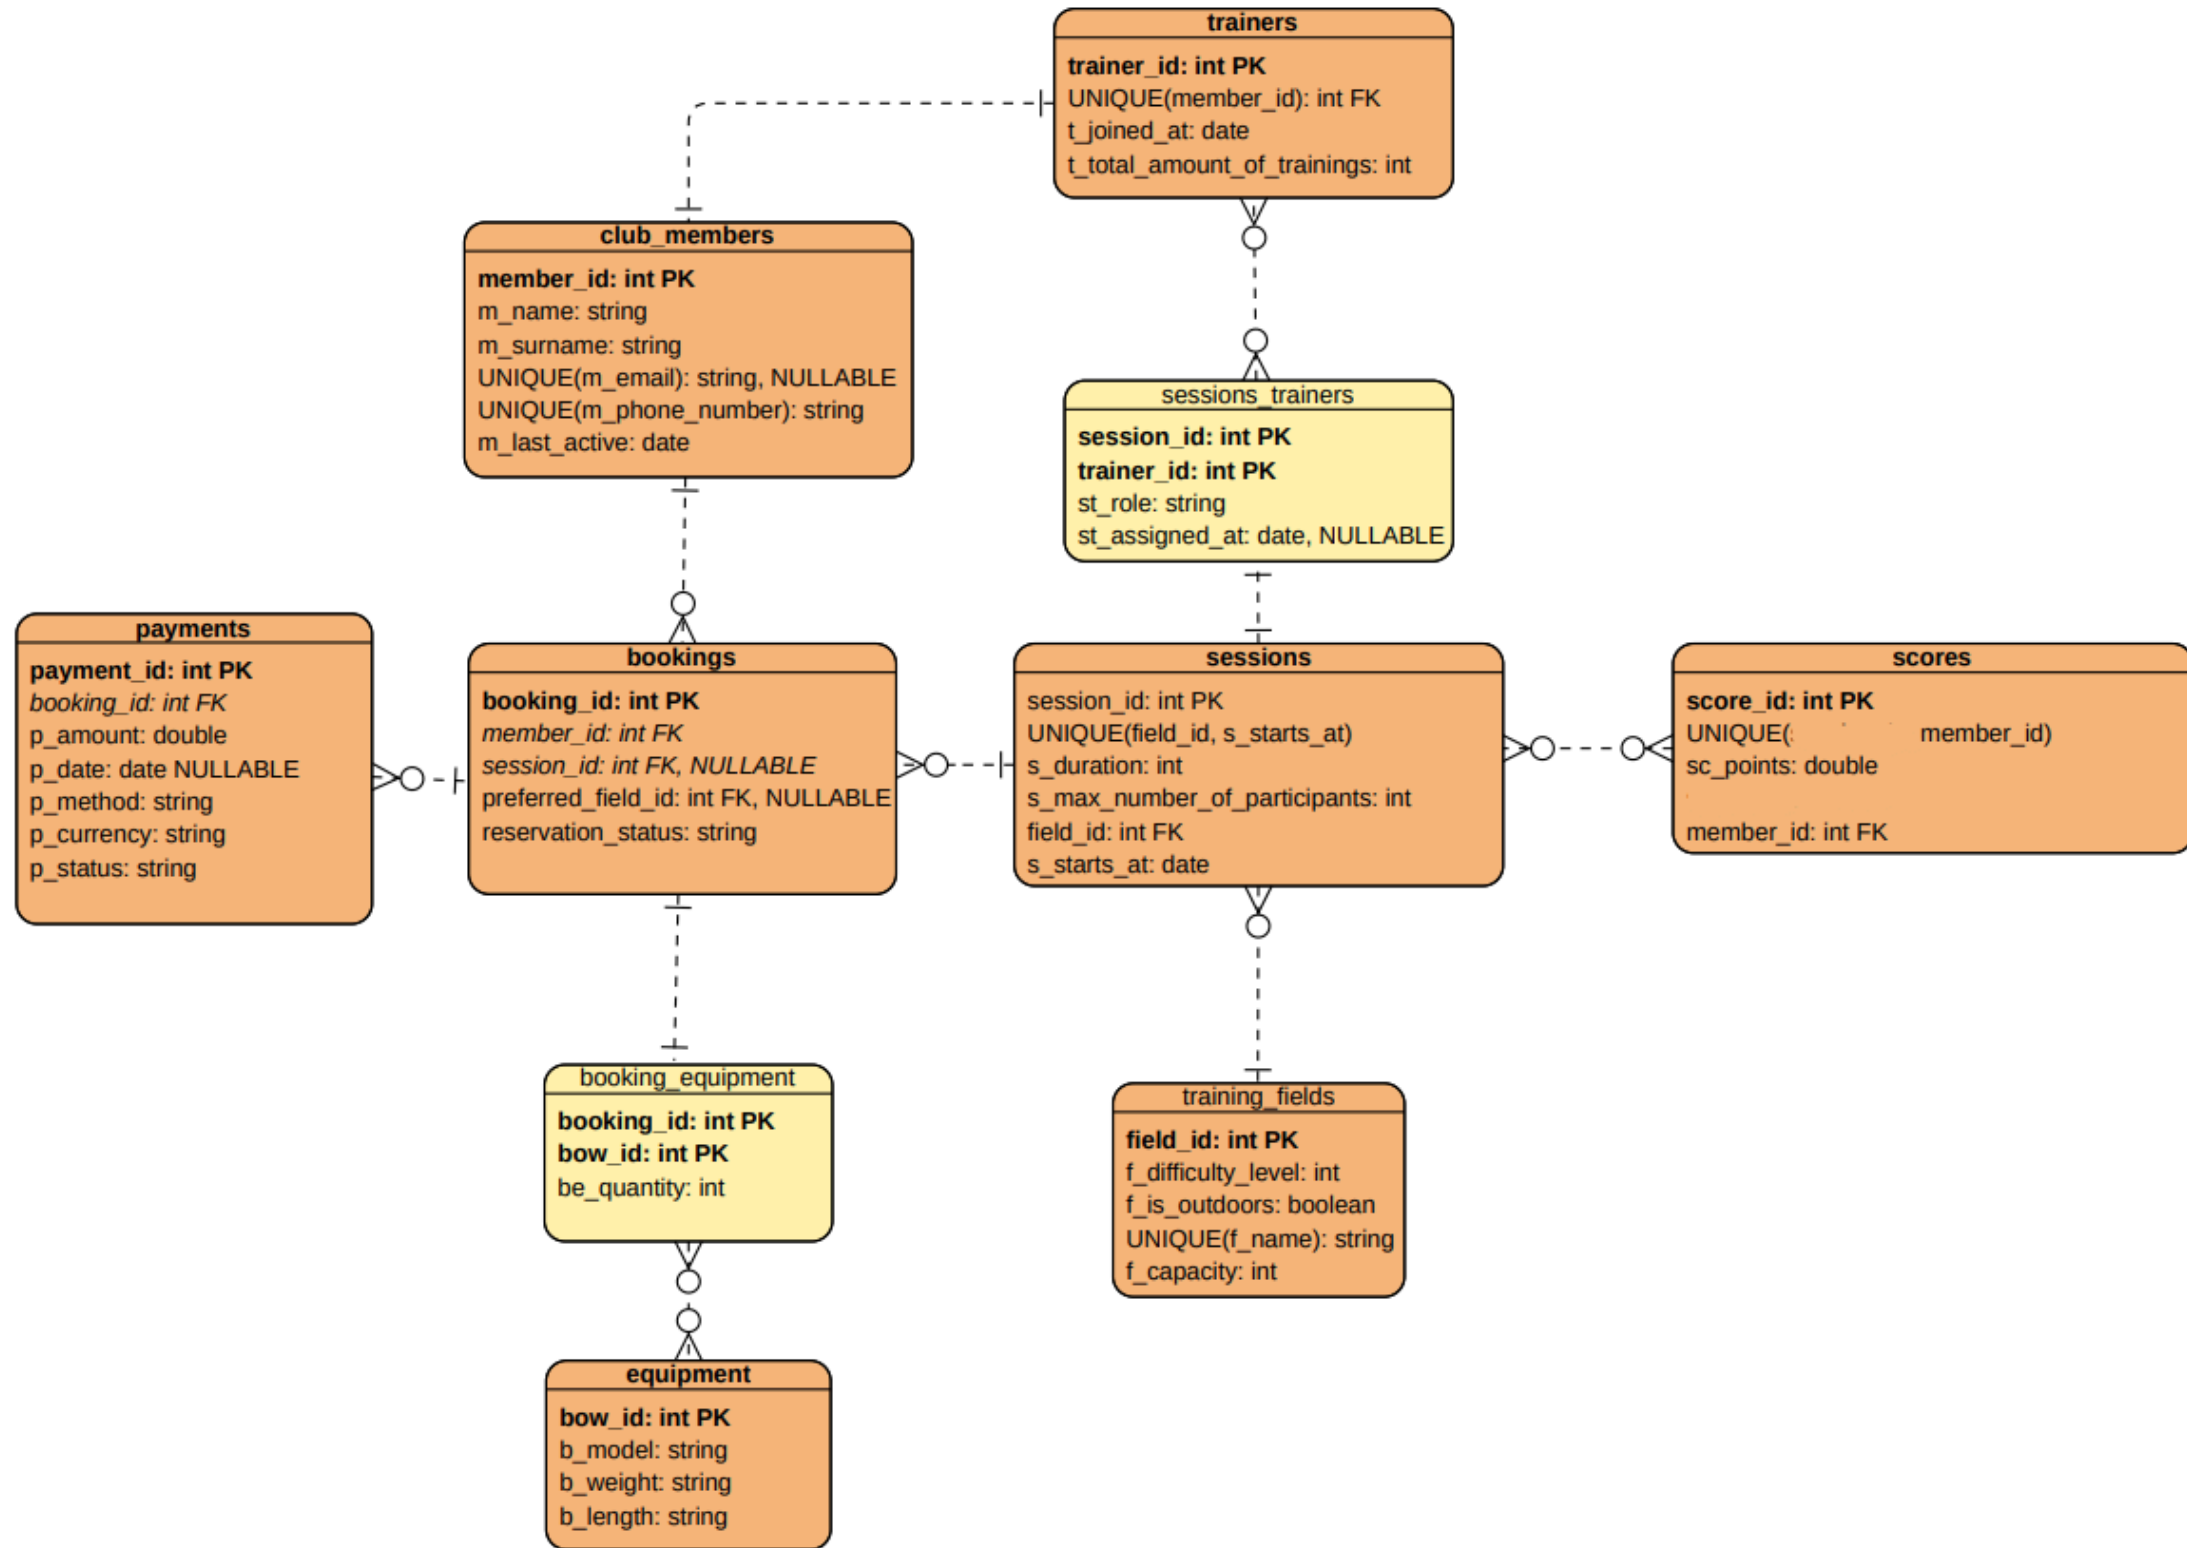 trainers
trainer_id: int PK
UNIQUE(member_id): int FK
t_joined_at: date
t_total_amount_of_trainings: int
club_members
member_id: int PK
m_name: string
m_surname: string
UNIQUE(m_email): string, NULLABLE
UNIQUE(m_phone_number): string
m_last_active: date
sessions_trainers
session_id: int PK
trainer_id: int PK
st_role: string
st_assigned_at: date, NULLABLE
payments
payment_id: int PK
booking_id: int FK
p_amount: double
p_date: date NULLABLE
p_method: string
p_currency: string
p_status: string
bookings
booking_id: int PK
member_id: int FK
session_id: int FK, NULLABLE
preferred_field_id: int FK, NULLABLE
reservation_status: string
sessions
session_id: int PK
UNIQUE(field_id, s_starts_at)
s_duration: int
s_max_number_of_participants: int
field_id: int FK
s_starts_at: date
scores
score_id: int PK
UNIQUE( member_id)
sc_points: double
member_id: int FK
booking_equipment
booking_id: int PK
bow_id: int PK
be_quantity: int
training_fields
field_id: int PK
f_difficulty_level: int
f_is_outdoors: boolean
UNIQUE(f_name): string
f_capacity: int
equipment
bow_id: int PK
b_model: string
b_weight: string
b_length: string